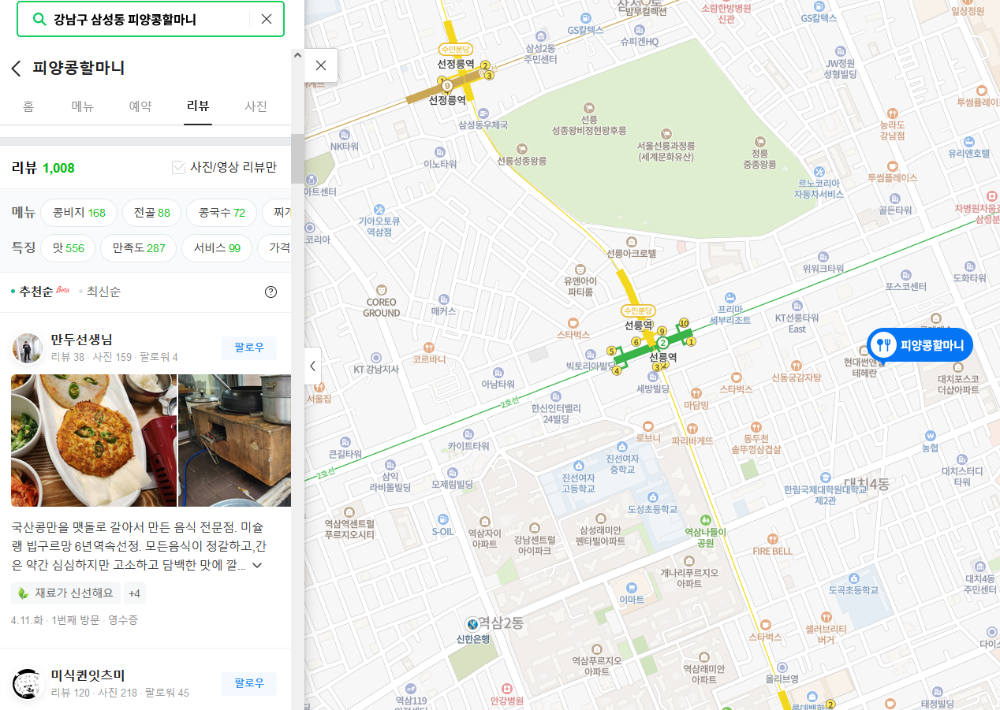 강남구 삼성동 피양콩할마니
피양콩할마니
홈
메뉴
예약
리뷰
사진
리뷰 1,008
사진/영상 리뷰만
메뉴
콩비지 168
전골 88
콩국수 72
특징
맛 556
만족도 287
서비스 99
가격
추천순 Beta
최신순
만두선생님
리뷰 38 · 사진 159 · 팔로워 4
팔로우
국산콩만을 맷돌로 갈아서 만든 음식 전문점. 미슐
랭 빕구르망 6년역속선정. 모든음식이 정갈하고,간
은 약간 심심하지만 고소하고 담백한 맛에 깔...
재료가 신선해요
+4
4.11.화 · 1번째 방문 · 영수증
미식퀸잇츠미
리뷰 120 · 사진 218 · 팔로워 45
팔로우
밤부컬렉션
소람한방병원
신관
GS칼텍스
일상정원
GS칼텍스
슈피겐HQ
삼성2동
주민센터
수인분당
선정릉역
2
3
1
9
4
선정릉역
JW정원
성형빌딩
투썸플레이스
삼성동우체국
선릉
성종왕비정현왕후릉
서울선릉과정릉
(세계문화유산)
정릉
중종왕릉
능라도
강남점
유리앤호텔
NK타워
이노타워
선릉성종왕릉
투썸플레이스
르노코리아
자동차서비스
골든타워
아트센터
차병원차움
삼성분
기아오토큐
역삼점
코리아
선릉아크로텔
위워크타워
도화타워
유앤아이
파티룸
포스코센터
COREO
GROUND
매커스
수인분당
선릉역
10
9
6
2
1
5
4
3
선릉역
프리마
세부리조트
KT선릉타워
East
스타벅스
피양콩할마니
코르바니
빅토리아빌딩
KT강남지사
아남타워
세방빌딩
스타벅스
신동궁감자탕
테헤란
대치포스코
더샵아파트
서울집
2호선
한신인터밸리
24빌딩
마담밍
로브니
파리바게뜨
동두천
솥뚜껑삼겹살
농협
큰길타워
카이트타워
진선여자
중학교
2호선
삼익
라비돌빌딩
모제림빌딩
진선여자
고등학교
대치4동
한림국제대학원대학교
제2관
대치스터디
타워
도성초등학교
역삼역센트럴
푸르지오시티
S-OIL
역삼자이
아파트
강남센트럴
아이파크
삼성래미안
펜타빌아파트
역삼나들이
공원
FIRE BELL
개나리푸르지오
아파트
대치4동
주민센터
도곡초등학교
이마트
역삼2동
신한은행
스타벅스
셀러브리티
버거
다이소
역삼푸르지오
아파트
역삼래미안
아파트
올리브영
역삼119
안강병원
2
태정빌딩